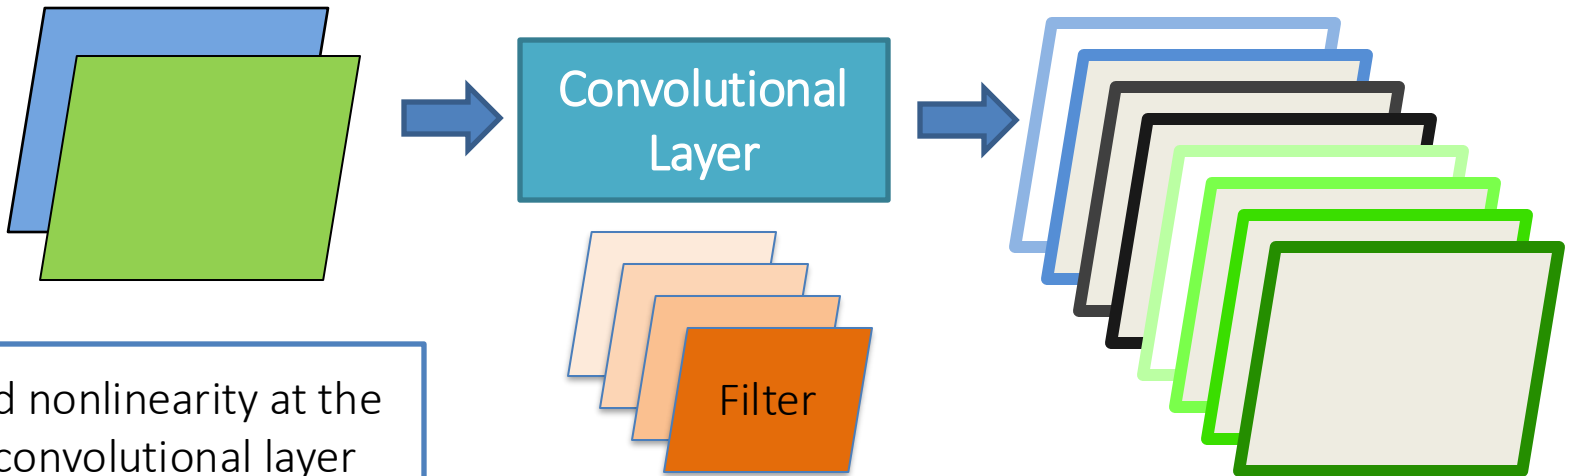 Convolutional
Layer
Filter
nonlinearity at the
convolutional layer